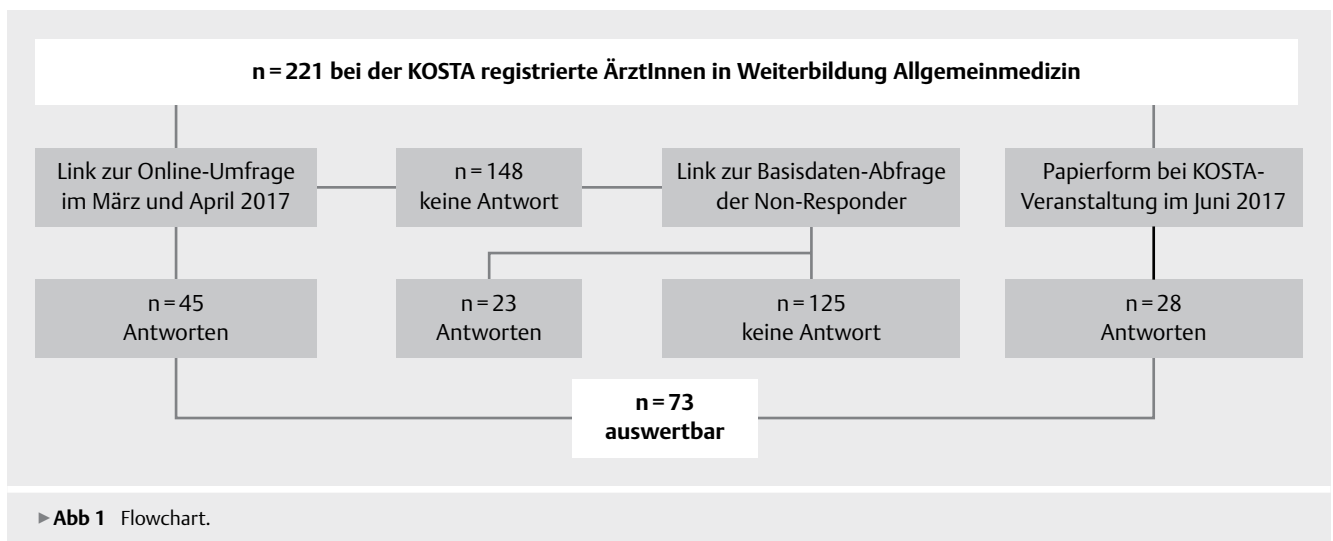 n = 221 bei der KOSTA registrierte ÄrztInnen in Weiterbildung Allgemeinmedizin
Link zur Online-Umfrage
im März und April 2017
n = 148
keine Antwort
Link zur Basisdaten-Abfrage
der Non-Responder
Papierform bei KOSTA-
Veranstaltung im Juni 2017
n = 45
Antworten
n = 23
Antworten
n = 125
keine Antwort
n = 28
Antworten
n = 73
auswertbar
▶ Abb 1 Flowchart.